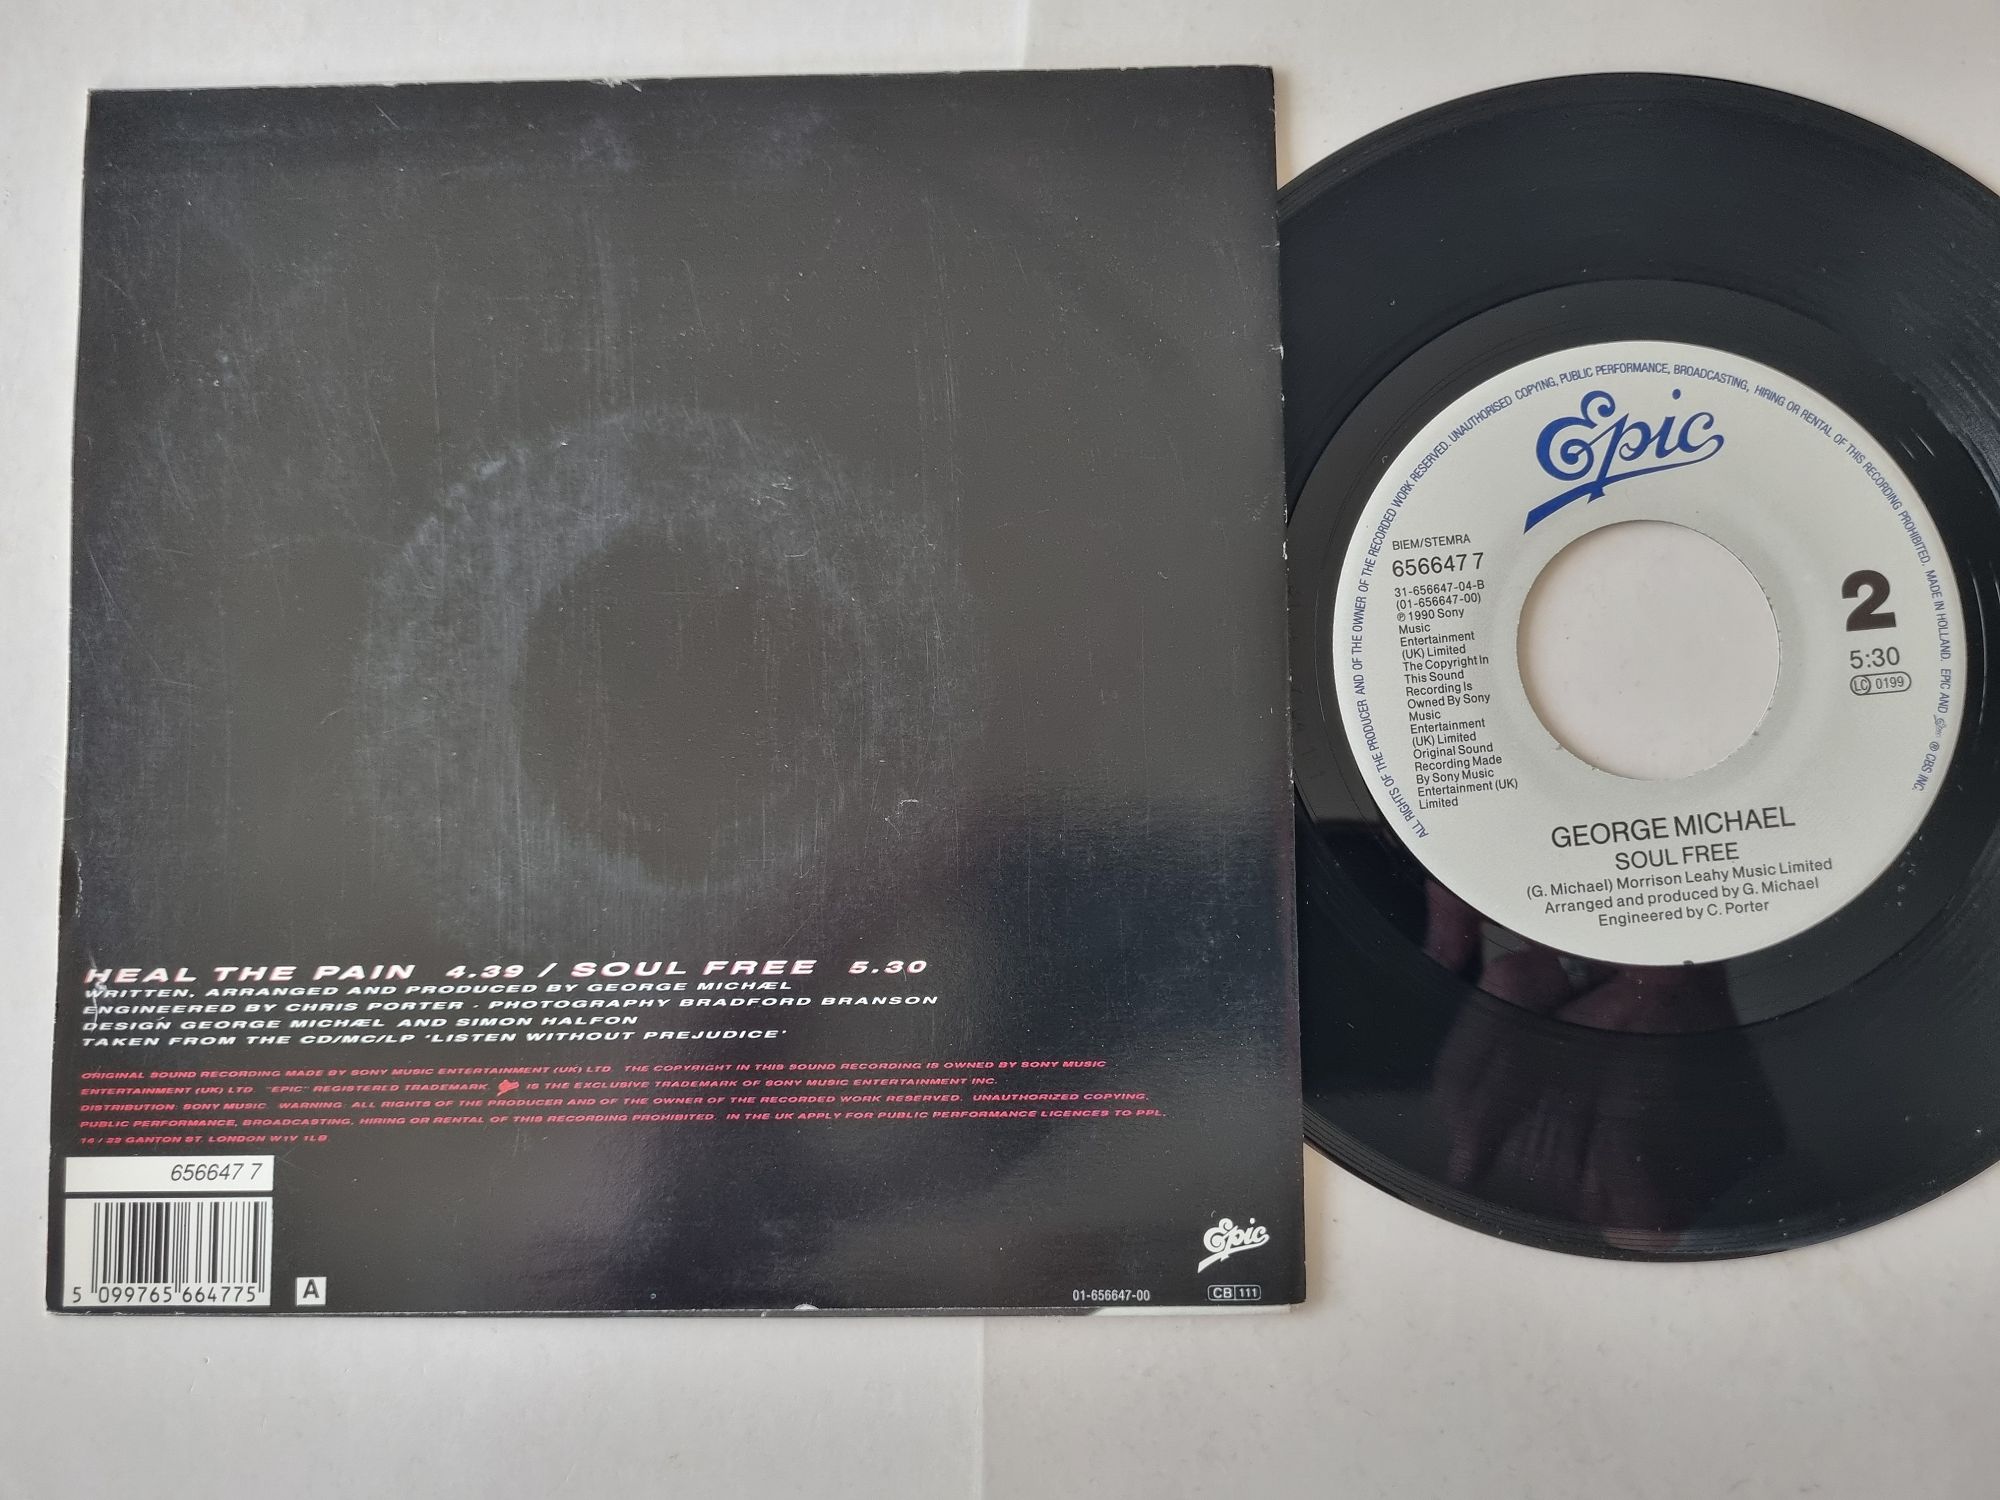 HEAL THE PAIN 4.39 / SOUL FREE 5.30
WRITTEN, ARRANGED AND PRODUCED BY GEORGE MICHÆL
ENGINEERED BY CHRIS PORTER · PHOTOGRAPHY BRADFORD BRANSON
DESIGN GEORGE MICHÆL AND SIMON HALFON
TAKEN FROM THE CD/MC/LP 'LISTEN WITHOUT PREJUDICE'
ORIGINAL SOUND RECORDING MADE BY SONY MUSIC ENTERTAINMENT (UK) LTD. THE COPYRIGHT IN THIS SOUND RECORDING IS OWNED BY SONY MUSIC
ENTERTAINMENT (UK) LTD. "EPIC" REGISTERED TRADEMARK. IS THE EXCLUSIVE TRADEMARK OF SONY MUSIC ENTERTAINMENT INC.
DISTRIBUTION: SONY MUSIC. WARNING: ALL RIGHTS OF THE PRODUCER AND OF THE OWNER OF THE RECORDED WORK RESERVED. UNAUTHORIZED COPYING,
PUBLIC PERFORMANCE, BROADCASTING, HIRING OR RENTAL OF THIS RECORDING PROHIBITED. IN THE UK APPLY FOR PUBLIC PERFORMANCE LICENCES TO PPL,
14 / 22 GANTON ST. LONDON W1V 1LB
656647 7
5 099765 664775
A
01-656647-00
Epic
CB 111
ALL RIGHTS OF THE PRODUCER AND OF THE OWNER OF THE RECORDED WORK RESERVED. UNAUTHORISED COPYING, PUBLIC PERFORMANCE, BROADCASTING, HIRING OR RENTAL OF THIS RECORDING PROHIBITED. MADE IN HOLLAND. EPIC AND Epic ® CBS INC.
Epic
BIEM/STEMRA
656647 7
31-656647-04-B
(01-656647-00)
℗ 1990 Sony
Music
Entertainment
(UK) Limited
The Copyright In
This Sound
Recording Is
Owned By Sony
Music
Entertainment
(UK) Limited
Original Sound
Recording Made
By Sony Music
Entertainment (UK)
Limited
2
5:30
LC 0199
GEORGE MICHAEL
SOUL FREE
(G. Michael) Morrison Leahy Music Limited
Arranged and produced by G. Michael
Engineered by C. Porter